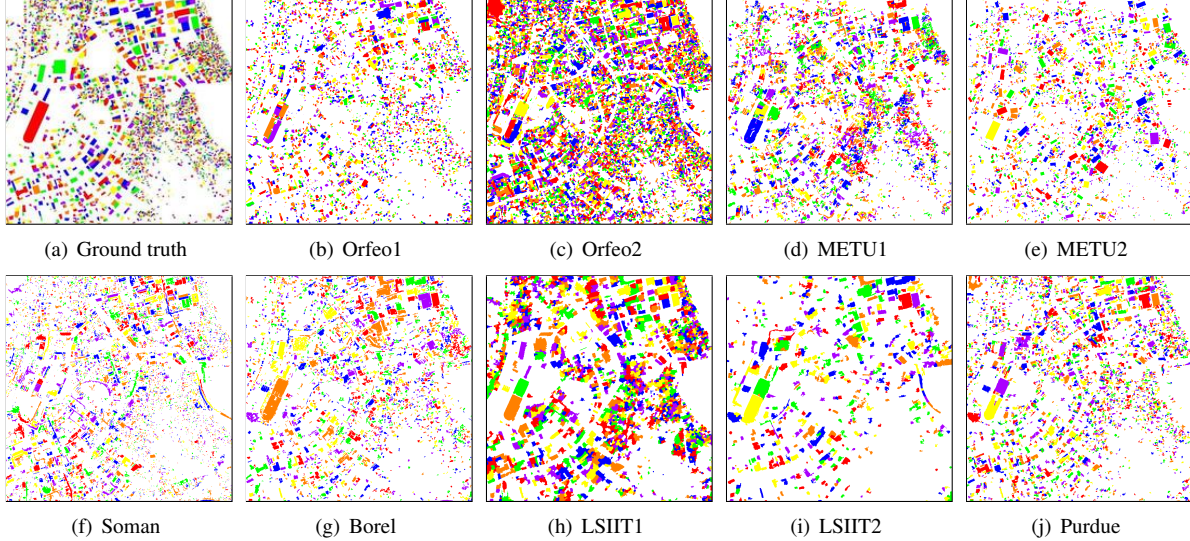 (a) Ground truth
(b) Orfeo1
(c) Orfeo2
(d) METU1
(e) METU2
(f) Soman
(g) Borel
(h) LSIIT1
(i) LSIIT2
(j) Purdue